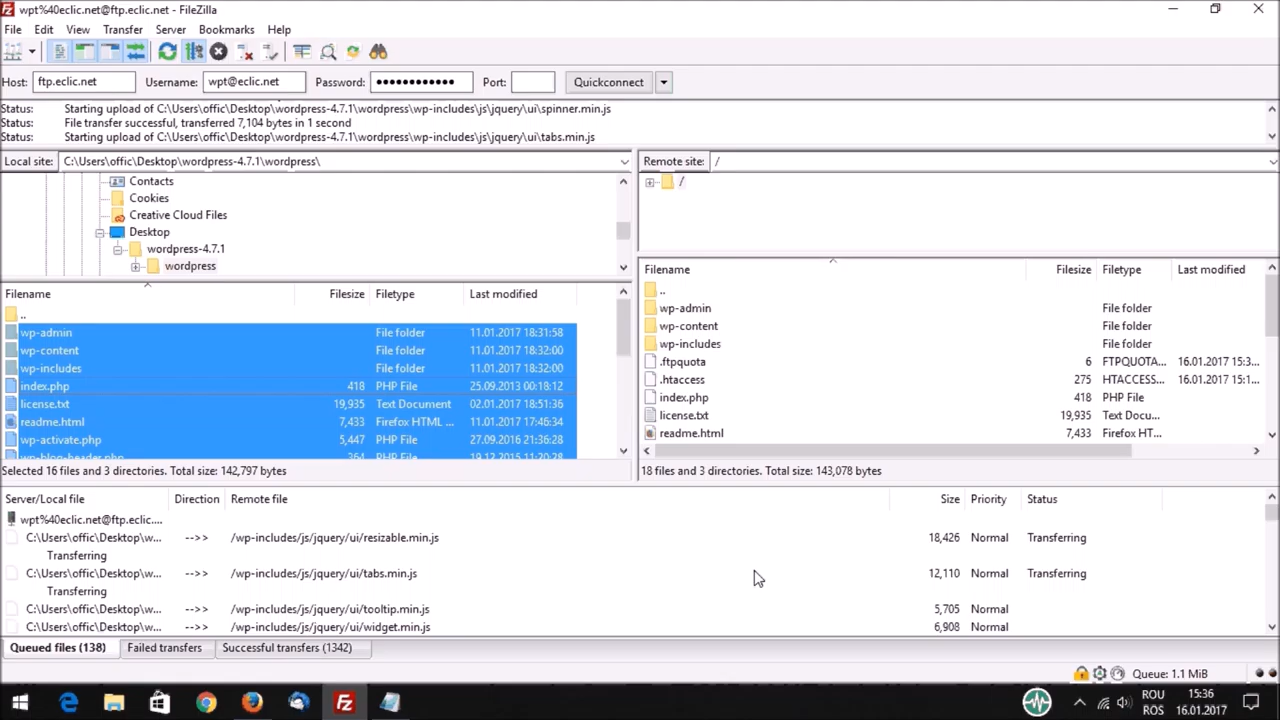 wpt%40eclic.net@ftp.eclic.net - FileZilla
File Edit View Transfer Server Bookmarks Help
Host: ftp.eclic.net Username: wpt@eclic.net Password: •••••••••••• Port: Quickconnect
Status: Starting upload of C:\Users\offic\Desktop\wordpress-4.7.1\wordpress\wp-includes\js\jquery\ui\spinner.min.js
Status: File transfer successful, transferred 7,104 bytes in 1 second
Status: Starting upload of C:\Users\offic\Desktop\wordpress-4.7.1\wordpress\wp-includes\js\jquery\ui\tabs.min.js
Local site: C:\Users\offic\Desktop\wordpress-4.7.1\wordpress\
Contacts
Cookies
Creative Cloud Files
Desktop
wordpress-4.7.1
wordpress
Filename Filesize Filetype Last modified
..
wp-admin File folder 11.01.2017 18:31:58
wp-content File folder 11.01.2017 18:32:00
wp-includes File folder 11.01.2017 18:32:00
index.php 418 PHP File 25.09.2013 00:18:12
license.txt 19,935 Text Document 02.01.2017 18:51:36
readme.html 7,433 Firefox HTML ... 11.01.2017 17:46:34
wp-activate.php 5,447 PHP File 27.09.2016 21:36:28
wp-blog-header.php 364 PHP File 19.12.2015 11:20:28
Selected 16 files and 3 directories. Total size: 142,797 bytes
Remote site: /
/
Filename Filesize Filetype Last modified
..
wp-admin File folder
wp-content File folder
wp-includes File folder
.ftpquota 6 FTPQUOTA... 16.01.2017 15:3...
.htaccess 275 HTACCESS... 16.01.2017 15:1...
index.php 418 PHP File
license.txt 19,935 Text Docu...
readme.html 7,433 Firefox HT...
18 files and 3 directories. Total size: 143,078 bytes
Server/Local file Direction Remote file Size Priority Status
wpt%40eclic.net@ftp.eclic....
C:\Users\offic\Desktop\w... -->> /wp-includes/js/jquery/ui/resizable.min.js 18,426 Normal Transferring
Transferring
C:\Users\offic\Desktop\w... -->> /wp-includes/js/jquery/ui/tabs.min.js 12,110 Normal Transferring
Transferring
C:\Users\offic\Desktop\w... -->> /wp-includes/js/jquery/ui/tooltip.min.js 5,705 Normal
C:\Users\offic\Desktop\w... -->> /wp-includes/js/jquery/ui/widget.min.js 6,908 Normal
Queued files (138) Failed transfers Successful transfers (1342)
Queue: 1.1 MiB
ROU 15:36
ROS 16.01.2017